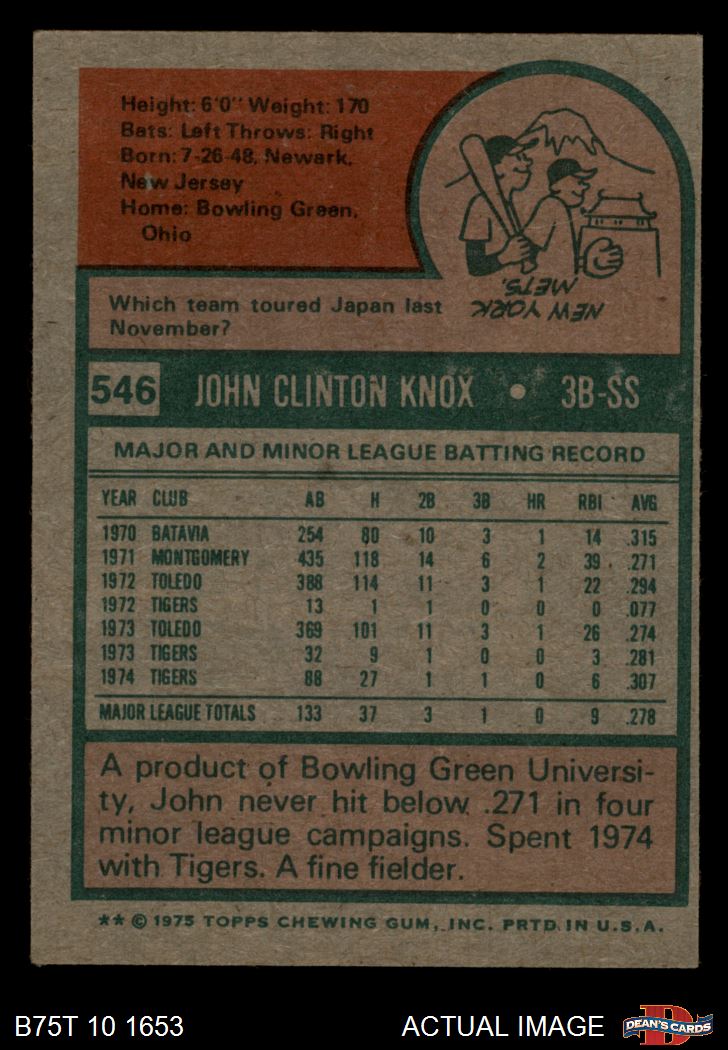 Height: 6'0" Weight: 170
Bats: Left Throws: Right
Born: 7-26-48, Newark,
New Jersey
Home: Bowling Green,
Ohio
Which team toured Japan last
November?
NEW YORK
METS.
546 JOHN CLINTON KNOX • 3B-SS
MAJOR AND MINOR LEAGUE BATTING RECORD
YEAR CLUB AB H 2B 3B HR RBI AVG
1970 BATAVIA 254 80 10 3 1 14 .315
1971 MONTGOMERY 435 118 14 6 2 39 .271
1972 TOLEDO 388 114 11 3 1 22 .294
1972 TIGERS 13 1 1 0 0 0 .077
1973 TOLEDO 369 101 11 3 1 26 .274
1973 TIGERS 32 9 1 0 0 3 .281
1974 TIGERS 88 27 1 1 0 6 .307
MAJOR LEAGUE TOTALS 133 37 3 1 0 9 .278
A product of Bowling Green Universi-
ty, John never hit below .271 in four
minor league campaigns. Spent 1974
with Tigers. A fine fielder.
** © 1975 TOPPS CHEWING GUM, INC. PRTD. IN U.S.A.
B75T 10 1653 ACTUAL IMAGE D DEAN'S CARDS